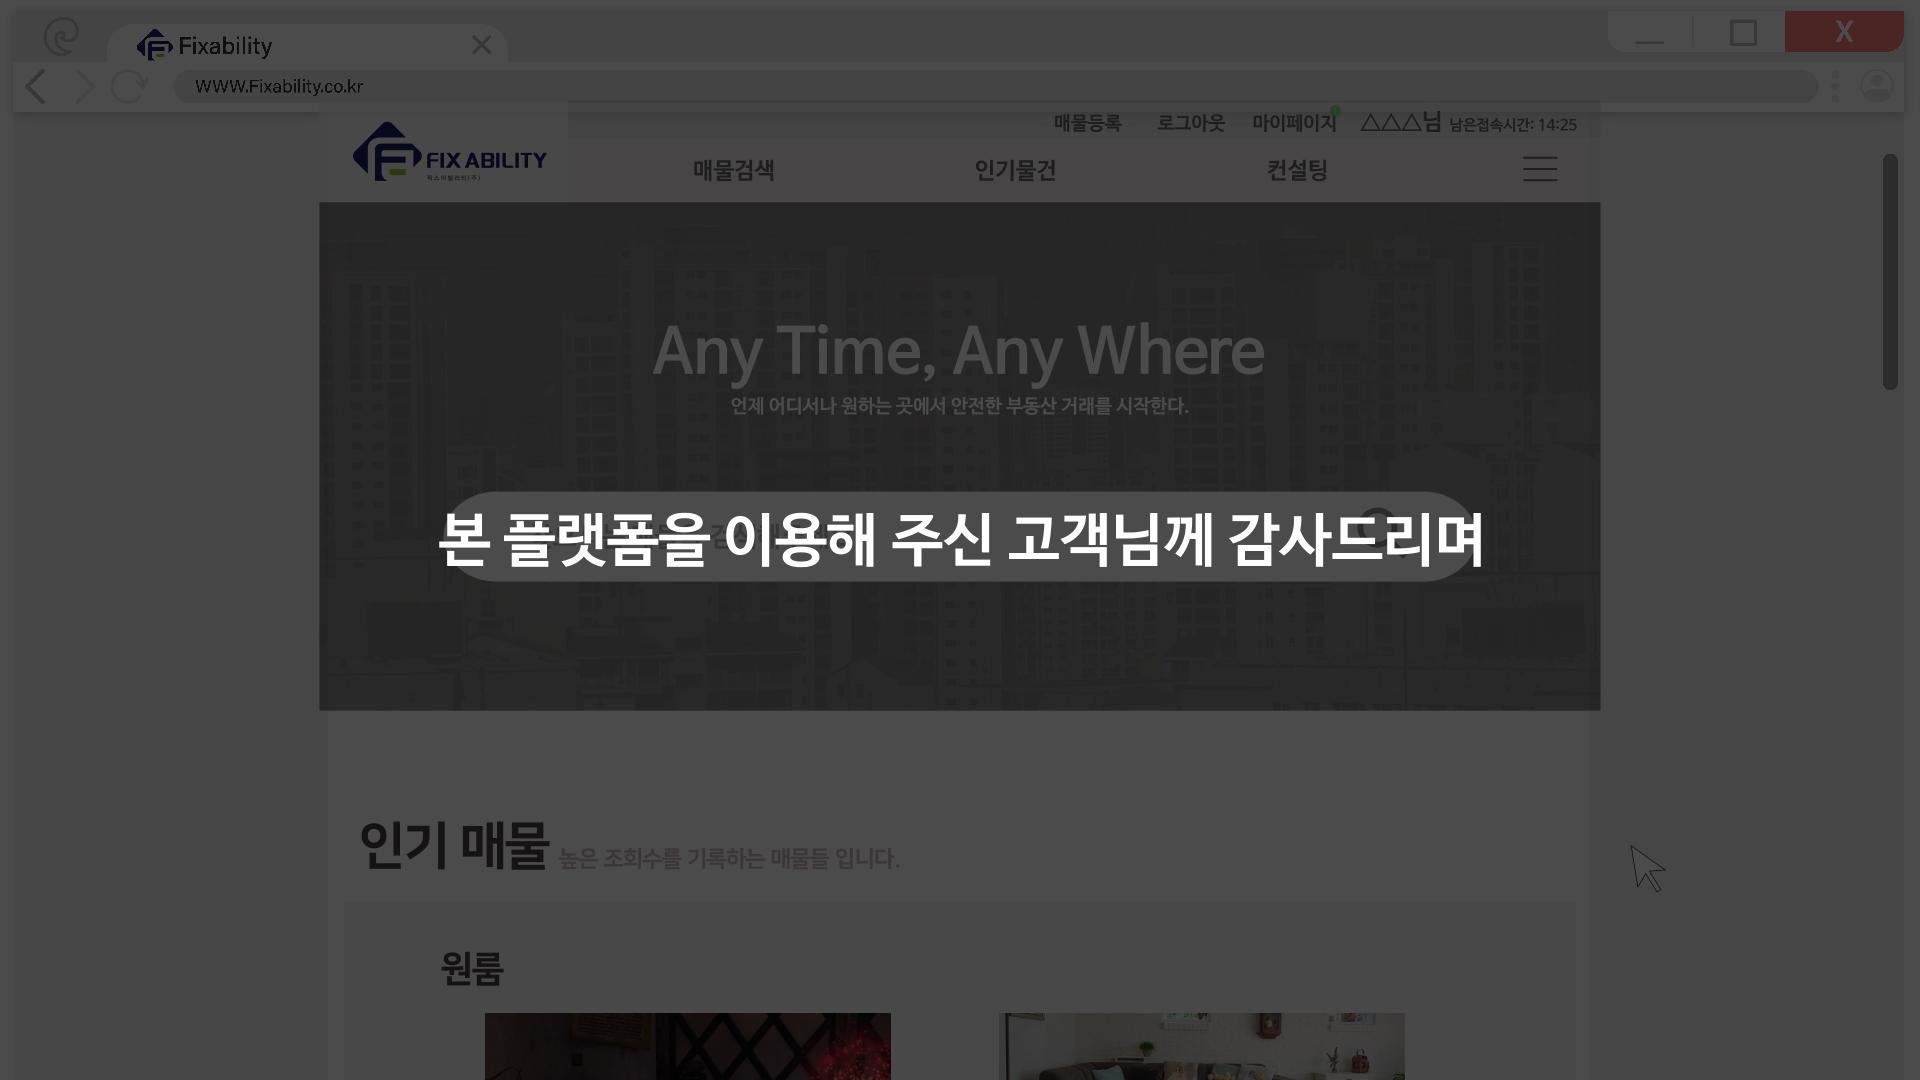 Fixability
X
WWW.Fixability.co.kr
매물등록 로그아웃 마이페이지 △△△님 남은접속시간: 14:25
FIXABILITY
픽스어빌리티(주)
매물검색 인기물건 컨설팅
Any Time, Any Where
언제 어디서나 원하는 곳에서 안전한 부동산 거래를 시작한다.
본 플랫폼을 이용해 주신 고객님께 감사드리며
인기 매물 높은 조회수를 기록하는 매물들 입니다.
원룸